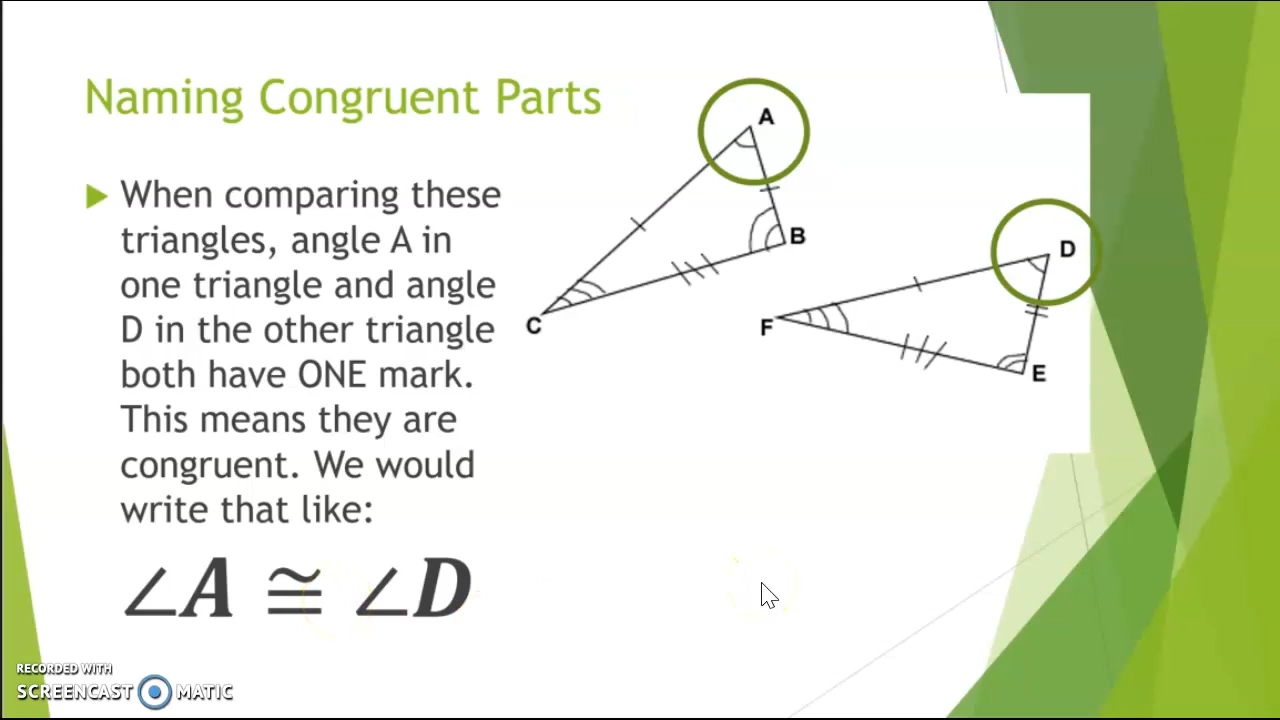 Naming Congruent Parts
When comparing these
triangles, angle A in
one triangle and angle
D in the other triangle
both have ONE mark.
This means they are
congruent. We would
write that like:
∠A ≅ ∠D
A
B
C
D
F
E
RECORDED WITH
SCREENCAST MATIC